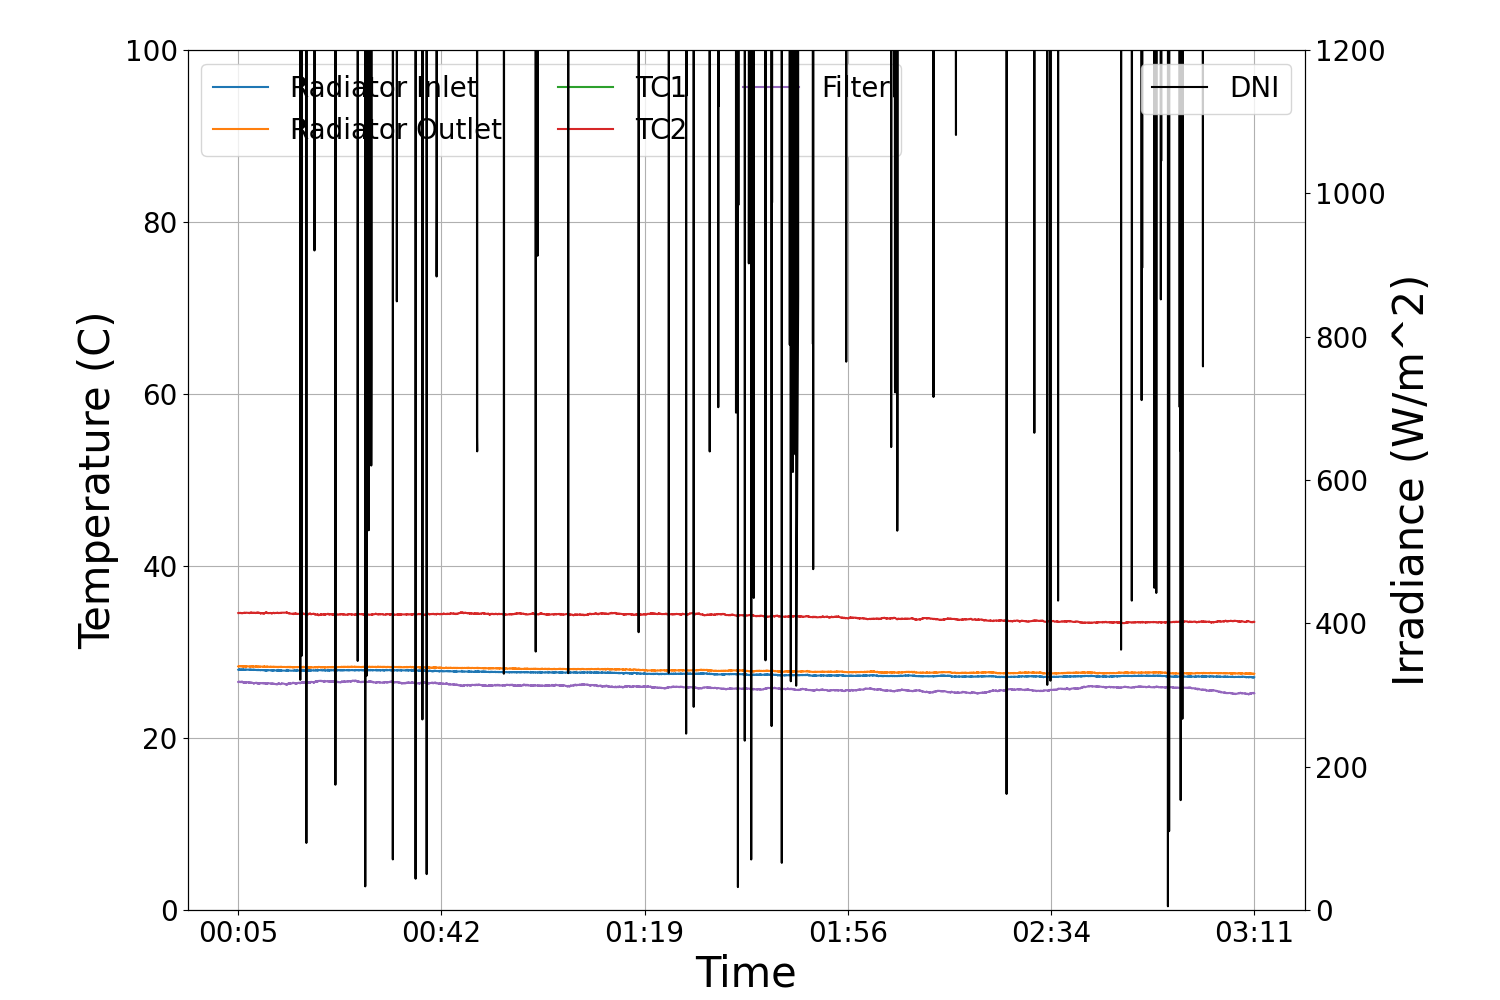 100
80
60
40
20
0
Temperature (C)
Radiator Inlet
Radiator Outlet
TC1
TC2
Filter
DNI
1200
1000
800
600
400
200
0
Irradiance (W/m^2)
00:05 00:42 01:19 01:56 02:34 03:11
Time